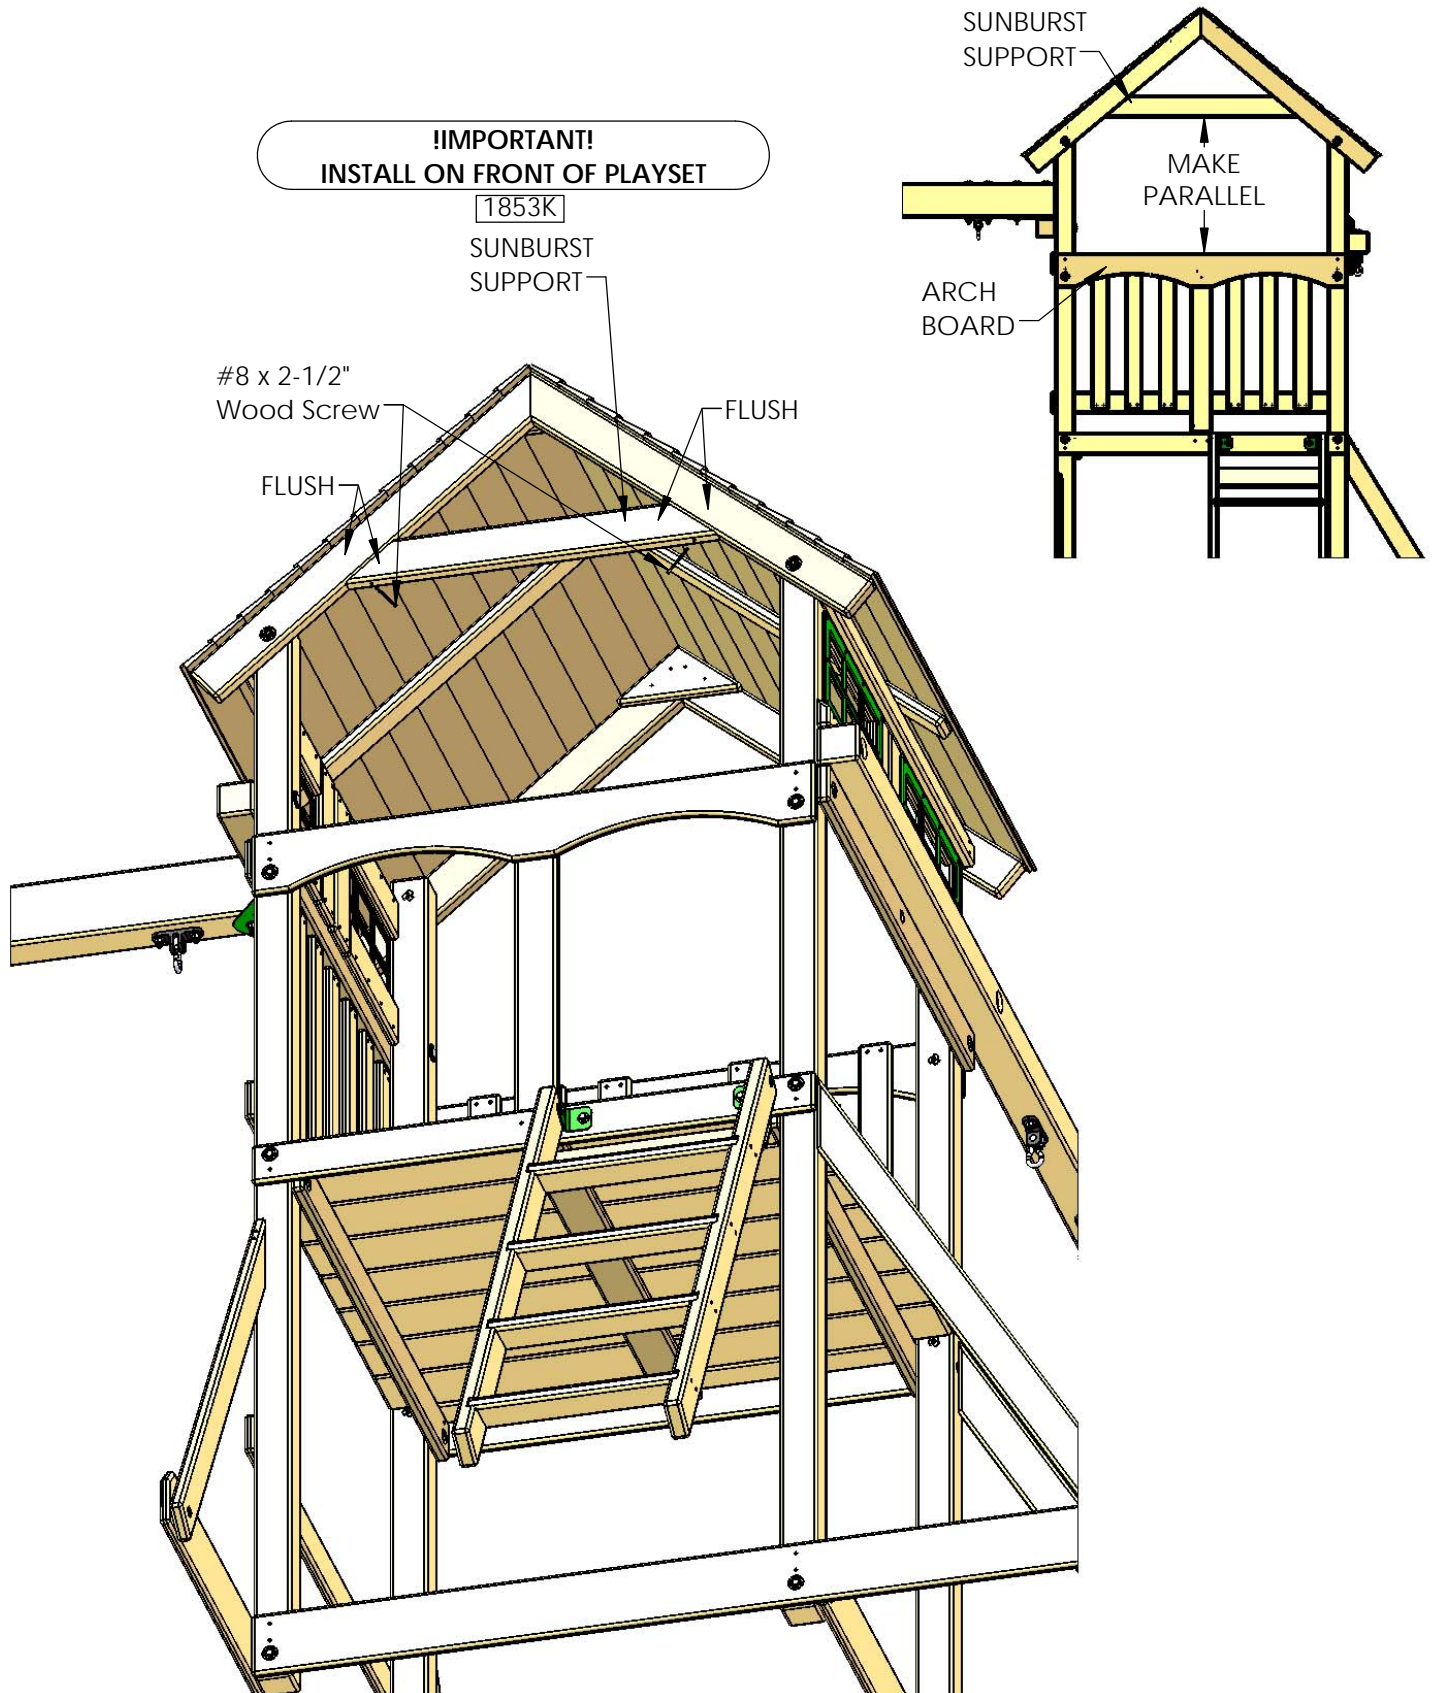 SUNBURST
SUPPORT
MAKE
PARALLEL
ARCH
BOARD
!IMPORTANT!
INSTALL ON FRONT OF PLAYSET
1853K
SUNBURST
SUPPORT
#8 x 2-1/2"
Wood Screw
FLUSH
FLUSH